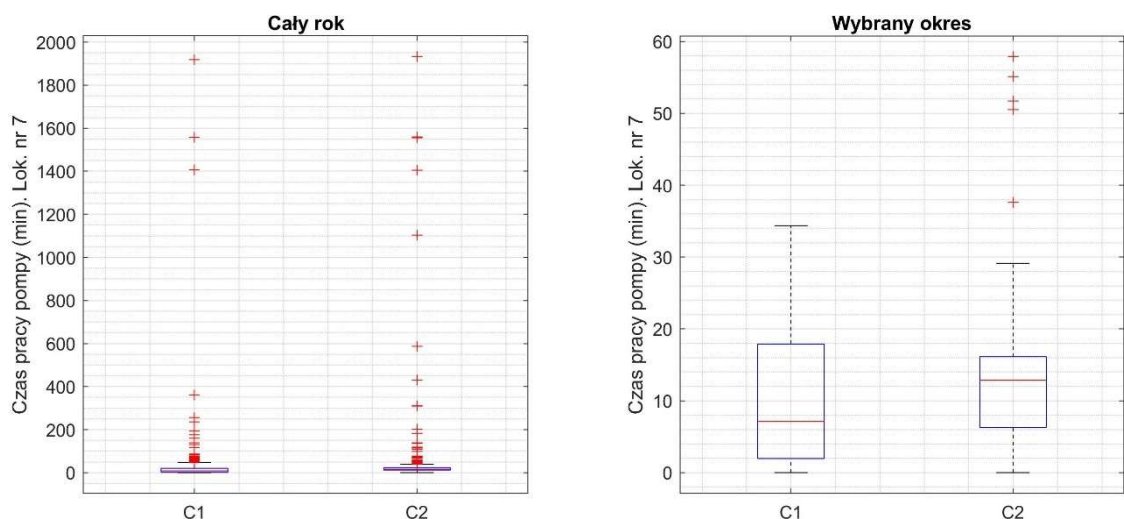 Cały rok
Czas pracy pompy (min). Lok. nr 7
2000
1800
1600
1400
1200
1000
800
600
400
200
0
C1
C2
Wybrany okres
Czas pracy pompy (min). Lok. nr 7
60
50
40
30
20
10
0
C1
C2